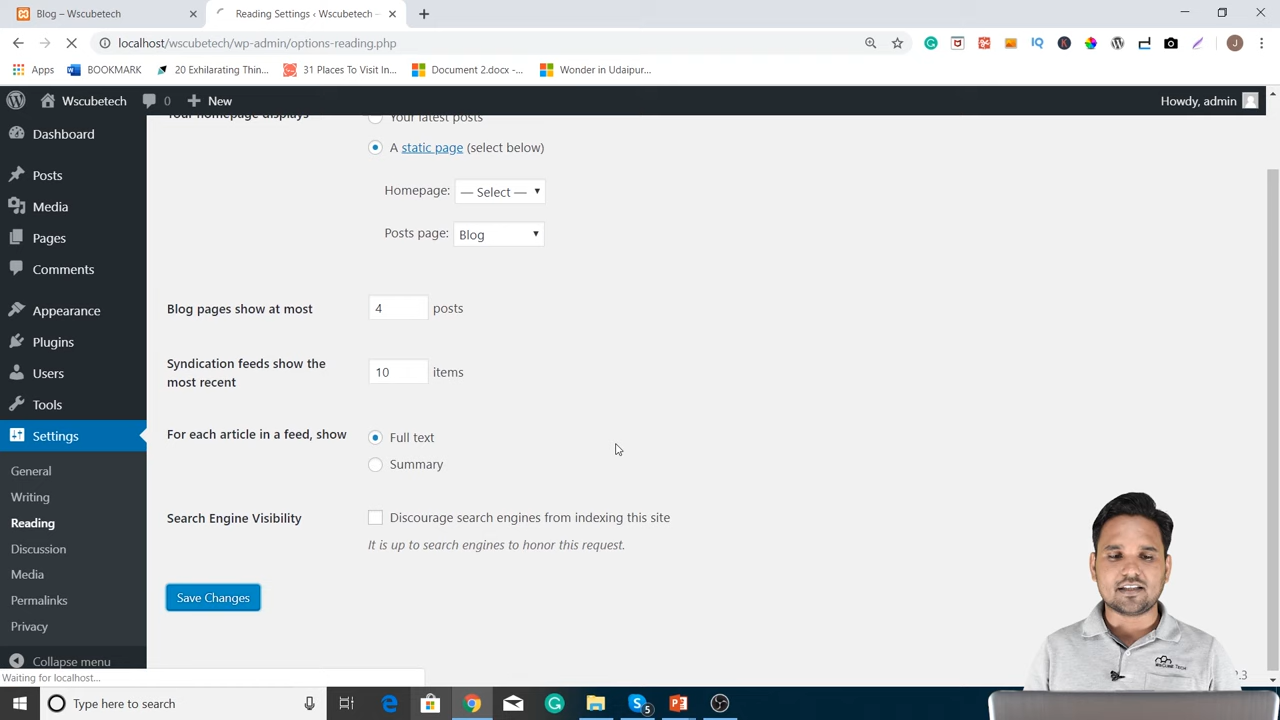 Blog – Wscubetech
Reading Settings ‹ Wscubetech –
localhost/wscubetech/wp-admin/options-reading.php
Apps
BOOKMARK
20 Exhilarating Thin...
31 Places To Visit In...
Document 2.docx -...
Wonder in Udaipur...
Wscubetech
0
New
Howdy, admin
Dashboard
Posts
Media
Pages
Comments
Appearance
Plugins
Users
Tools
Settings
General
Writing
Reading
Discussion
Media
Permalinks
Privacy
Collapse menu
Your homepage displays
Your latest posts
A static page (select below)
Homepage: — Select —
Posts page: Blog
Blog pages show at most
4 posts
Syndication feeds show the
most recent
10 items
For each article in a feed, show
Full text
Summary
Search Engine Visibility
Discourage search engines from indexing this site
It is up to search engines to honor this request.
Save Changes
Waiting for localhost...
WSCUBE TECH
Type here to search
5